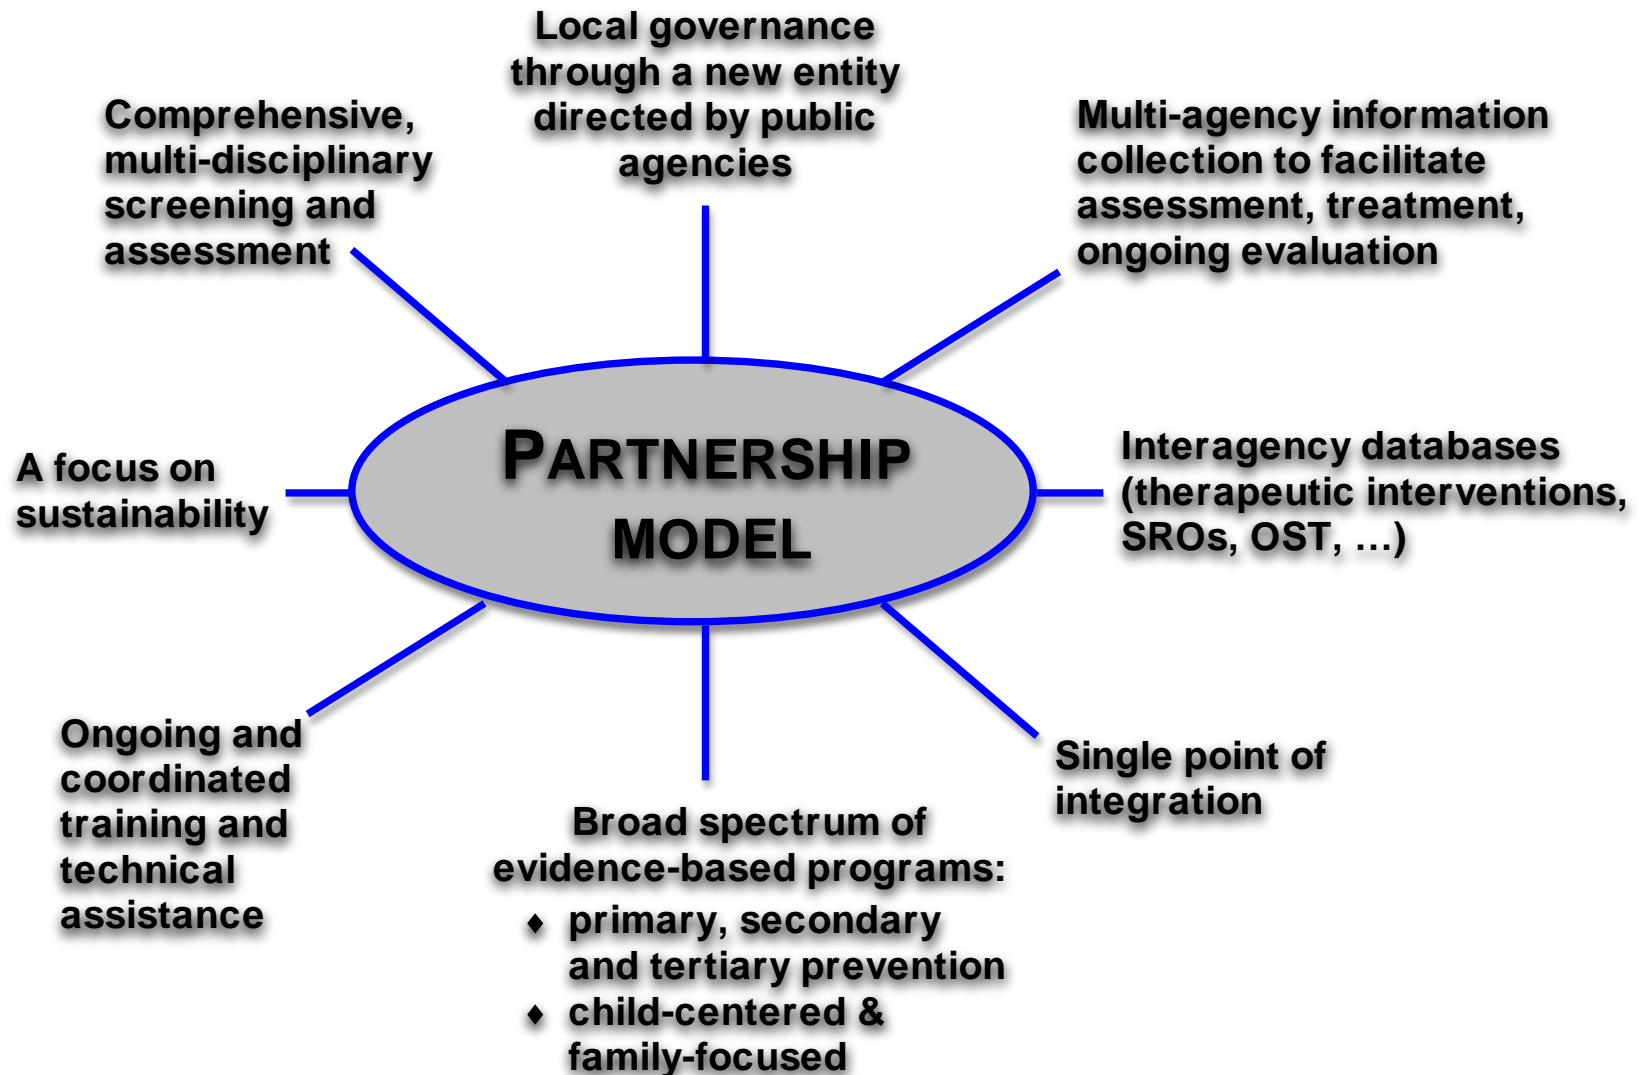 Local governance
through a new entity
directed by public
agencies
Comprehensive,
multi-disciplinary
screening and
assessment
Multi-agency information
collection to facilitate
assessment, treatment,
ongoing evaluation
PARTNERSHIP
MODEL
A focus on
sustainability
Interagency databases
(therapeutic interventions,
SROs, OST, …)
Ongoing and
coordinated
training and
technical
assistance
Single point of
integration
Broad spectrum of
evidence-based programs:
♦ primary, secondary
and tertiary prevention
♦ child-centered &
family-focused